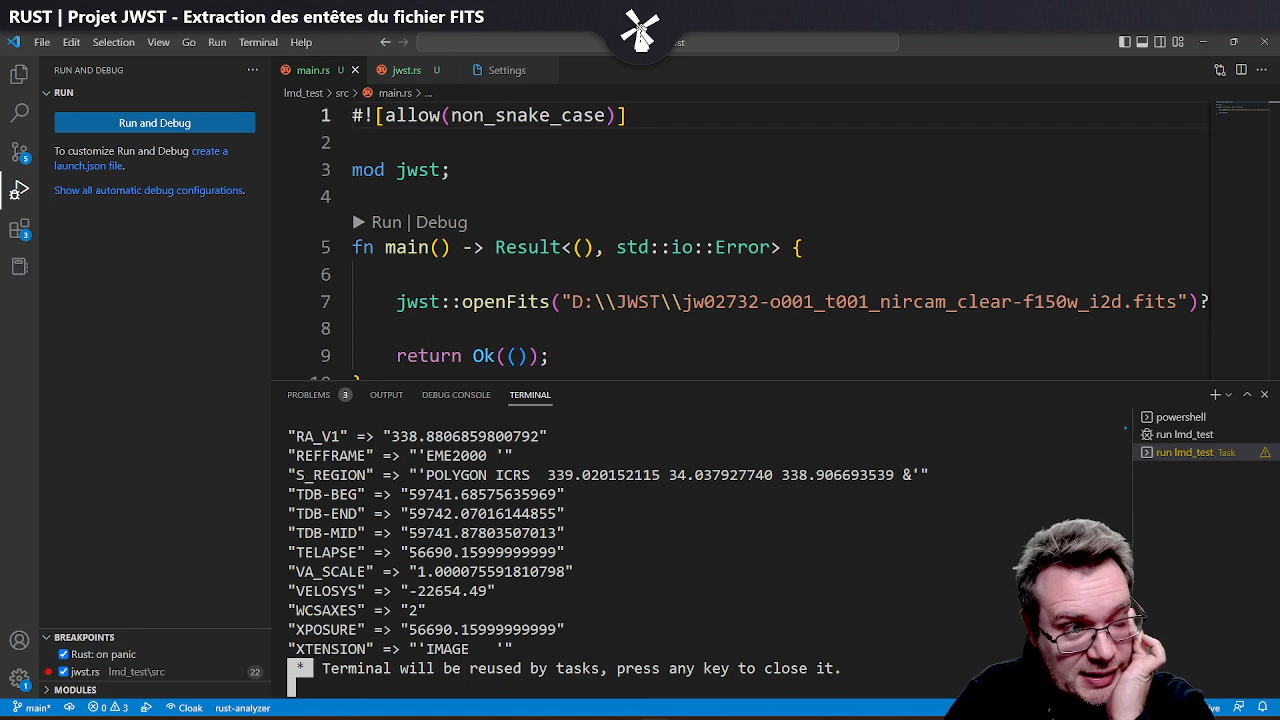 RUST | Projet JWST - Extraction des entêtes du fichier FITS
File Edit Selection View Go Run Terminal Help
st
RUN AND DEBUG
main.rs U
jwst.rs U
Settings
RUN
lmd_test > src > main.rs > ...
Run and Debug
To customize Run and Debug create a
launch.json file.
Show all automatic debug configurations.
1 #![allow(non_snake_case)]
2
3 mod jwst;
4
Run | Debug
5 fn main() -> Result<(), std::io::Error> {
6
7 jwst::openFits("D:\\JWST\\jw02732-o001_t001_nircam_clear-f150w_i2d.fits")?
8
9 return Ok(());
PROBLEMS 3 OUTPUT DEBUG CONSOLE TERMINAL
"RA_V1" => "338.8806859800792"
"REFFRAME" => "'EME2000 '"
"S_REGION" => "'POLYGON ICRS  339.020152115 34.037927740 338.906693539 &'"
"TDB-BEG" => "59741.68575635969"
"TDB-END" => "59742.07016144855"
"TDB-MID" => "59741.87803507013"
"TELAPSE" => "56690.15999999999"
"VA_SCALE" => "1.000075591810798"
"VELOSYS" => "-22654.49"
"WCSAXES" => "2"
"XPOSURE" => "56690.15999999999"
"XTENSION" => "'IMAGE   '"
* Terminal will be reused by tasks, press any key to close it.
powershell
run lmd_test
run lmd_test Task
BREAKPOINTS
Rust: on panic
jwst.rs lmd_test\src 22
MODULES
5
3
1
main* 0 3 Cloak rust-analyzer